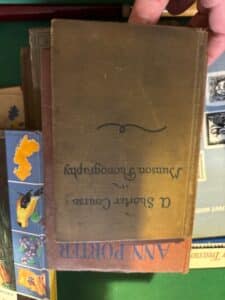 A Shorter Course
in
Munson Phonography
ANN PORTER